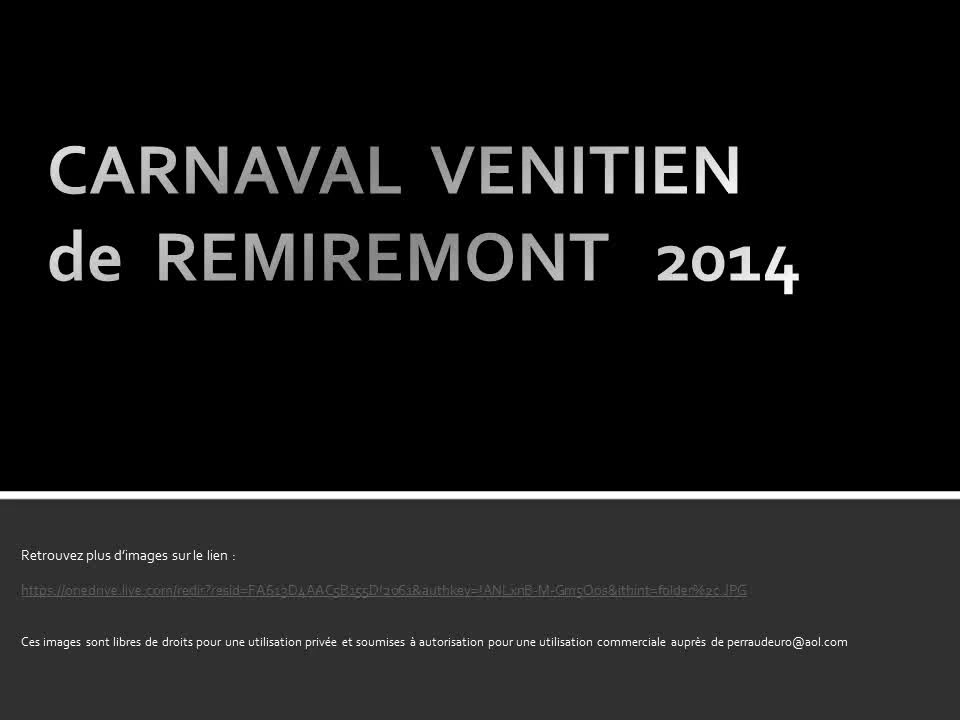 CARNAVAL VENITIEN
de REMIREMONT 2014
Retrouvez plus d’images sur le lien :
https://onedrive.live.com/redir?resid=FA613D4AAC5B155D!2061&authkey=!ANLxnB-M-Gm5O0s&ithint=folder%2c.JPG
Ces images sont libres de droits pour une utilisation privée et soumises à autorisation pour une utilisation commerciale auprès de perraudeuro@aol.com